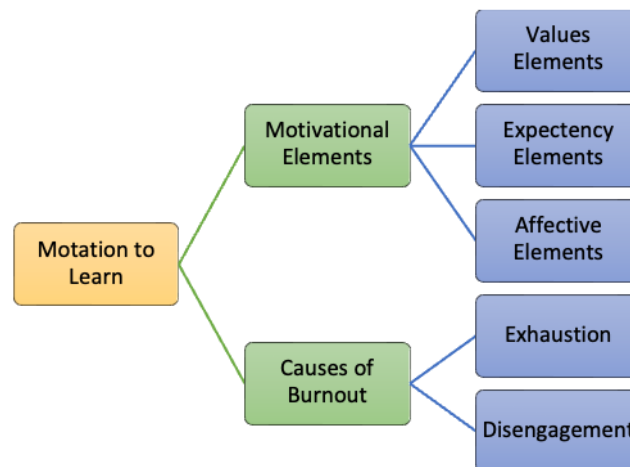 Motation to
Learn
Motivational
Elements
Causes of
Burnout
Values
Elements
Expectency
Elements
Affective
Elements
Exhaustion
Disengagement